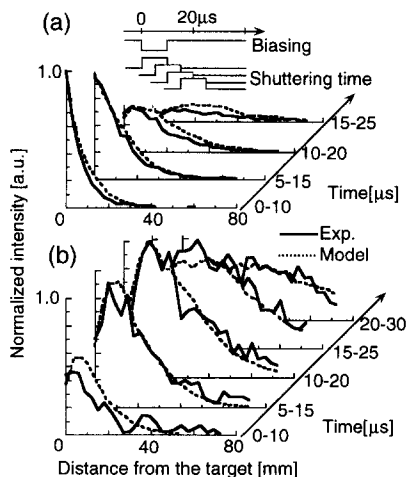 (a)
0 20μs
Biasing
Shuttering time
1.0
15-25
10-20
5-15
0-10
0 40 80
Time[μs]
Normalized intensity [a.u.]
Exp.
Model
(b)
1.0
20-30
15-25
10-20
5-15
0-10
0 40 80
Time[μs]
Distance from the target [mm]